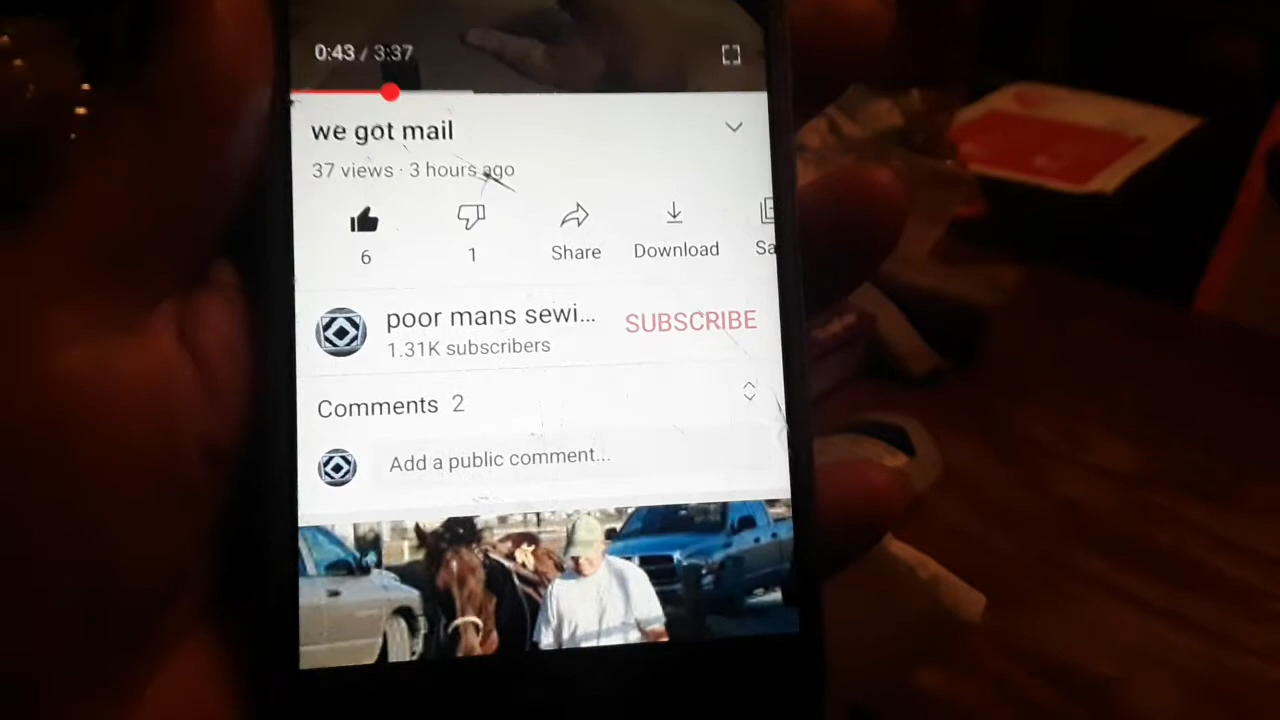 0:43 / 3:37
we got mail
37 views · 3 hours ago
6
1
Share
Download
Sa
poor mans sewi...
SUBSCRIBE
1.31K subscribers
Comments 2
Add a public comment...